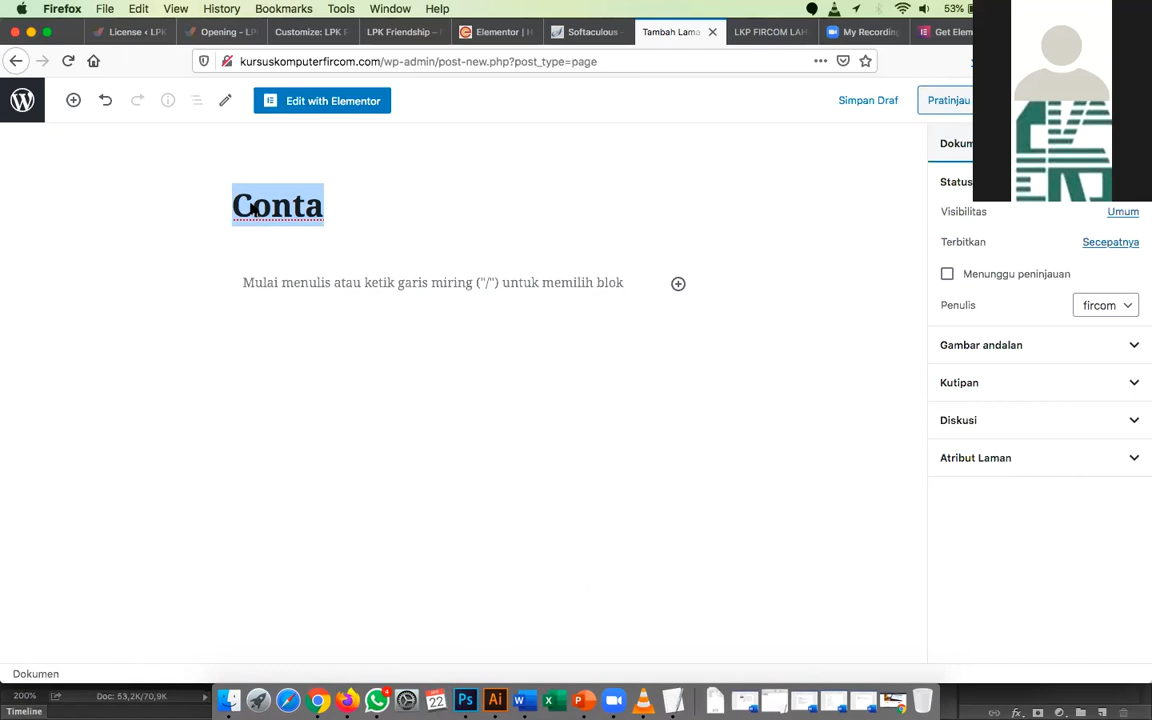 Firefox File Edit View History Bookmarks Tools Window Help 53%
License ‹ LPK Opening - LP Customize: LPK F LPK Friendship – Elementor | Softaculous - Tambah Lama LKP FIRCOM LAH My Recording Get Elem
kursuskomputerfircom.com/wp-admin/post-new.php?post_type=page
Edit with Elementor Simpan Draf Pratinjau
Dokum
Status
Conta
Visibilitas Umum
Terbitkan Secepatnya
Menunggu peninjauan
Mulai menulis atau ketik garis miring ("/") untuk memilih blok
Penulis fircom
Gambar andalan
Kutipan
Diskusi
Atribut Laman
Dokumen
200% Doc: 53,2K/70,9K
Timeline